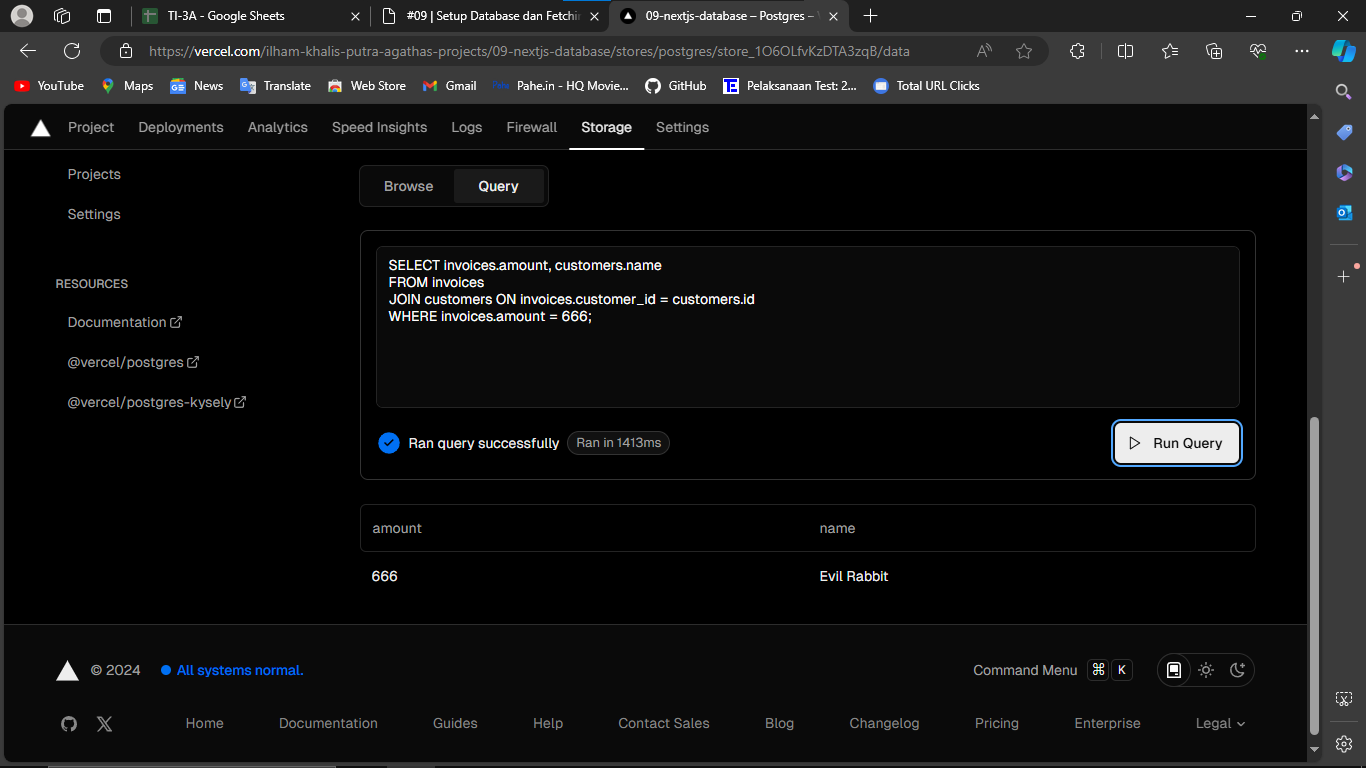 TI-3A - Google Sheets
#09 | Setup Database dan Fetchin
09-nextjs-database – Postgres –
https://vercel.com/ilham-khalis-putra-agathas-projects/09-nextjs-database/stores/postgres/store_1O6OLfvKzDTA3zqB/data
YouTube
Maps
News
Translate
Web Store
Gmail
Pahe.in - HQ Movie...
GitHub
Pelaksanaan Test: 2...
Total URL Clicks
Project
Deployments
Analytics
Speed Insights
Logs
Firewall
Storage
Settings
Projects
Settings
RESOURCES
Documentation
@vercel/postgres
@vercel/postgres-kysely
Browse
Query
SELECT invoices.amount, customers.name
FROM invoices
JOIN customers ON invoices.customer_id = customers.id
WHERE invoices.amount = 666;
Ran query successfully
Ran in 1413ms
Run Query
amount
name
666
Evil Rabbit
© 2024
All systems normal.
Command Menu ⌘ K
Home
Documentation
Guides
Help
Contact Sales
Blog
Changelog
Pricing
Enterprise
Legal